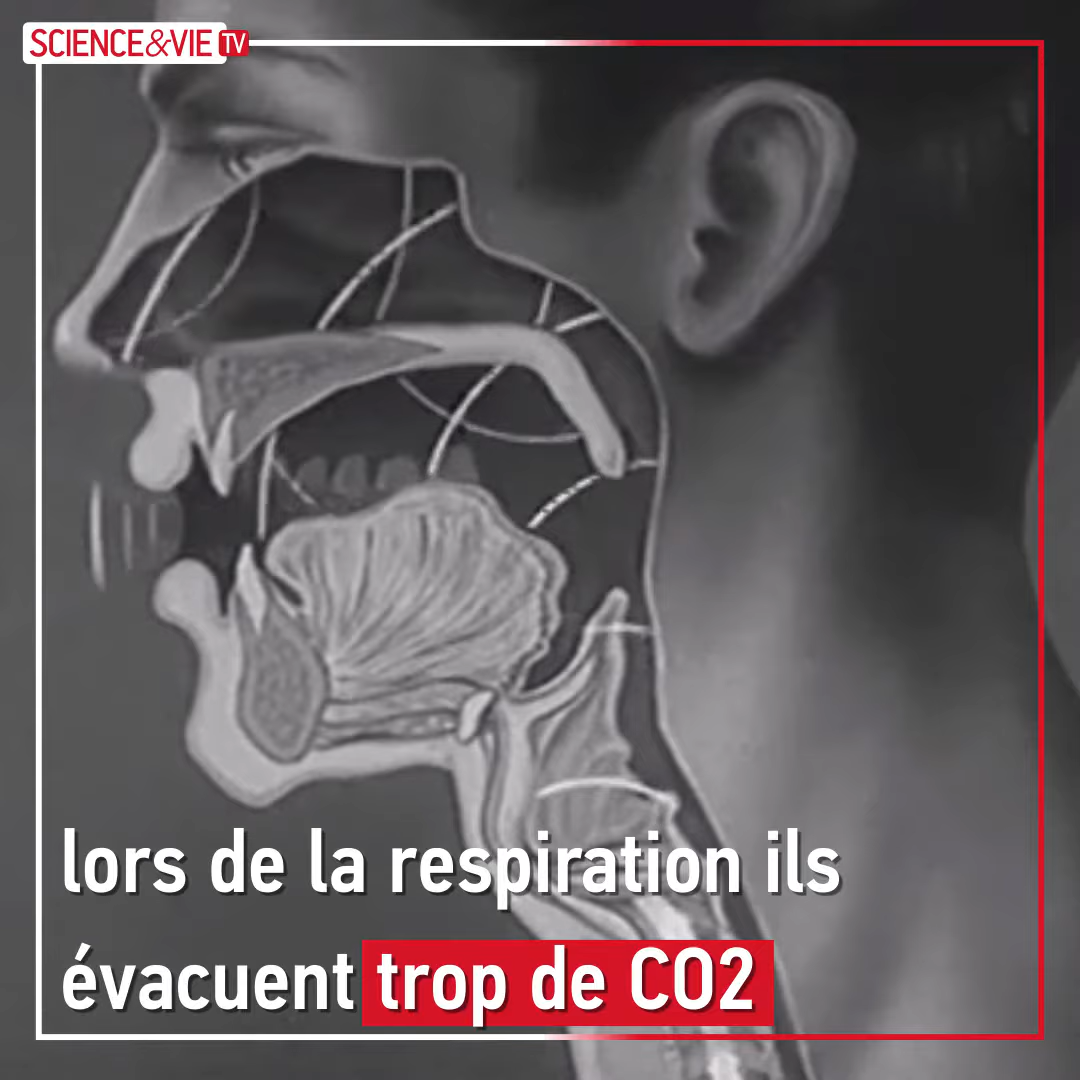 SCIENCE&VIE TV
lors de la respiration ils
évacuent trop de CO2